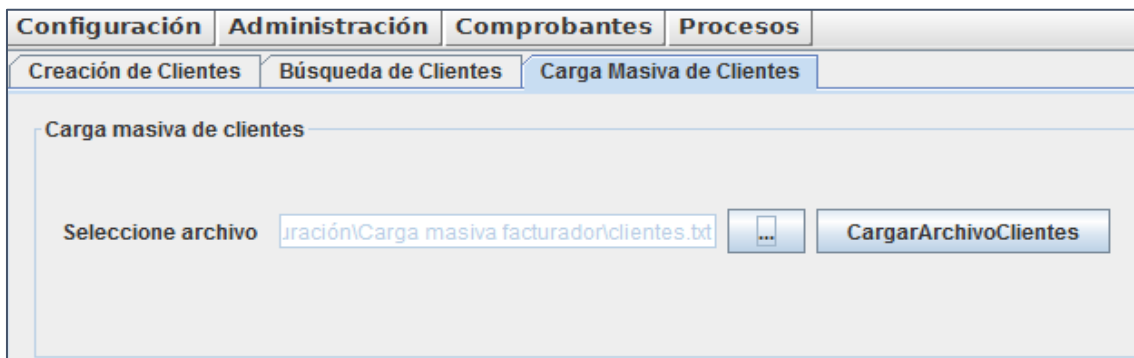 Configuración Administración Comprobantes Procesos
Creación de Clientes Búsqueda de Clientes Carga Masiva de Clientes
Carga masiva de clientes
Seleccione archivo uración\Carga masiva facturador\clientes.txt ... CargarArchivoClientes